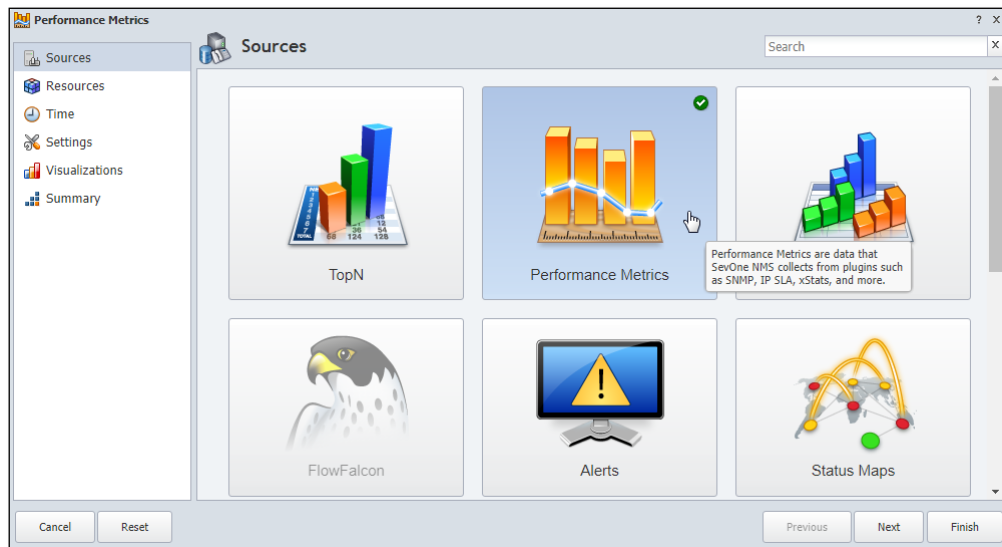 Performance Metrics
? X
Sources
Sources
Search
X
Resources
Time
Settings
Visualizations
Summary
TopN
Performance Metrics
Performance Metrics are data that
SevOne NMS collects from plugins such
as SNMP, IP SLA, xStats, and more.
FlowFalcon
Alerts
Status Maps
Cancel
Reset
Previous
Next
Finish